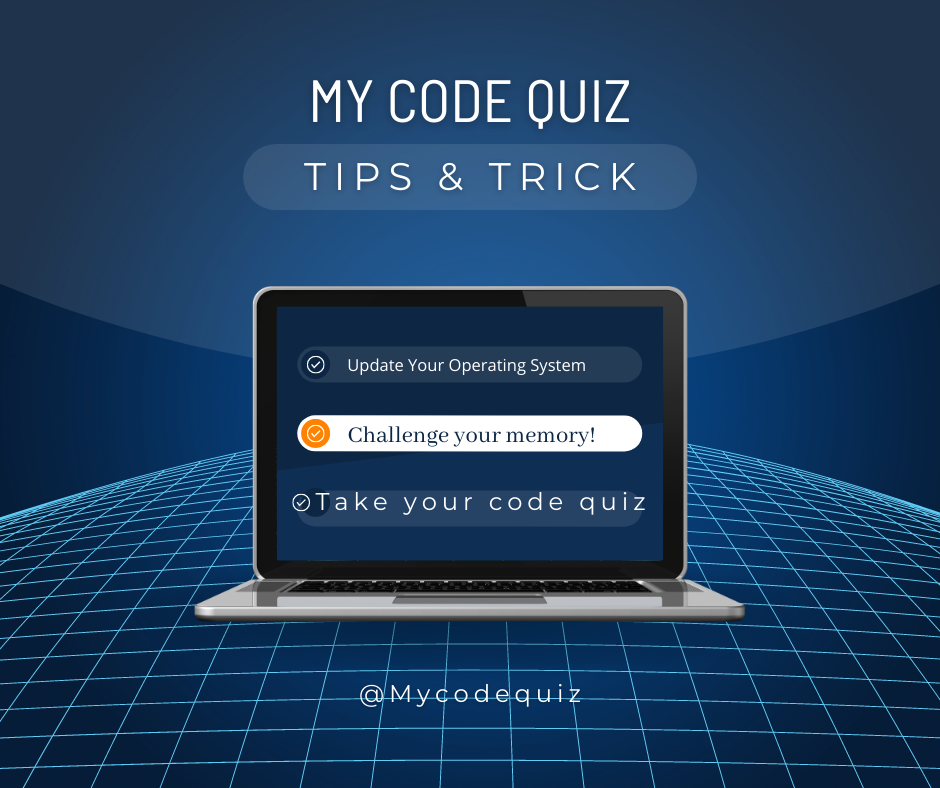 MY CODE QUIZ
TIPS & TRICK
Update Your Operating System
Challenge your memory!
Take your code quiz
@Mycodequiz